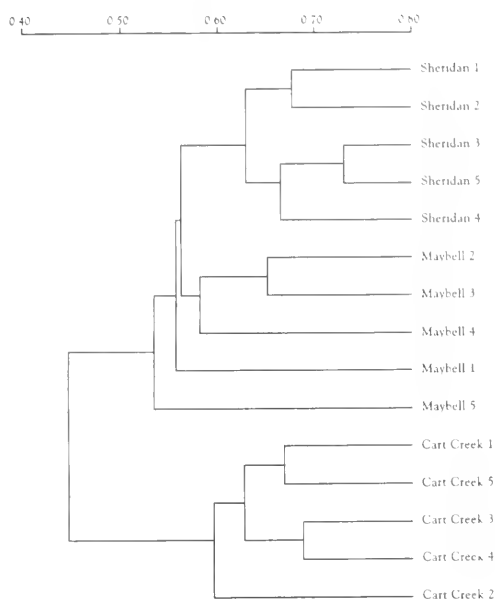 0.40 0.50 0.60 0.70 0.80
Sheridan 1
Sheridan 2
Sheridan 3
Sheridan 5
Sheridan 4
Maybell 2
Maybell 3
Maybell 4
Maybell 1
Maybell 5
Cart Creek 1
Cart Creek 5
Cart Creek 3
Cart Creek 4
Cart Creek 2